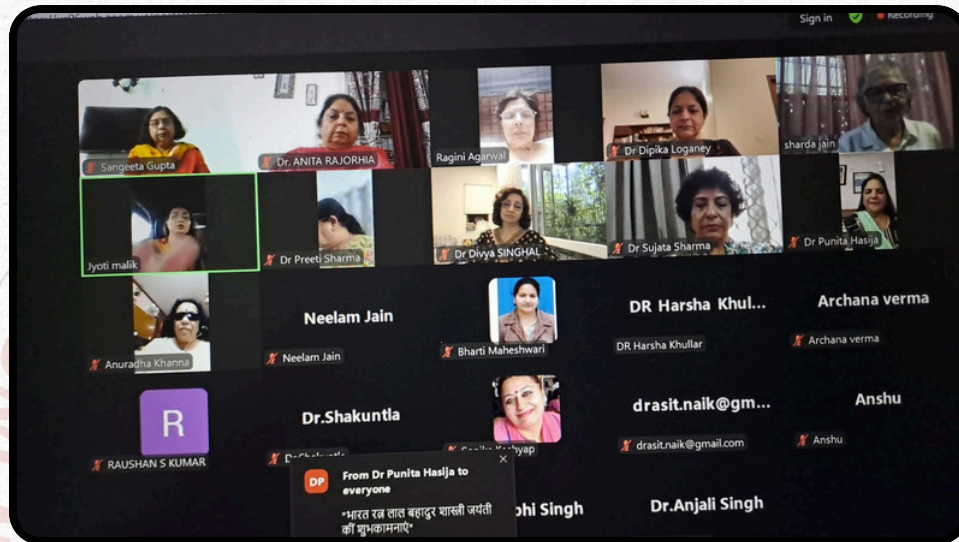 Sign in
Recording
Sangeeta Gupta
Dr. ANITA RAJORHIA
Ragini Agarwal
Dr Dipika Loganey
sharda jain
Jyoti malik
Dr Preeti Sharma
Dr Divya SINGHAL
Dr Sujata Sharma
Dr Punita Hasija
Anuradha Khanna
Neelam Jain
Neelam Jain
Bharti Maheshwari
DR Harsha Khul...
DR Harsha Khullar
Archana verma
Archana verma
R
RAUSHAN S KUMAR
Dr.Shakuntla
drasit.naik@gm...
drasit.naik@gmail.com
Anshu
Anshu
DP
From Dr Punita Hasija to
everyone
*भारत रत्न लाल बहादुर शास्त्री जयंती
की शुभकामनाएं*
Singh
Dr.Anjali Singh